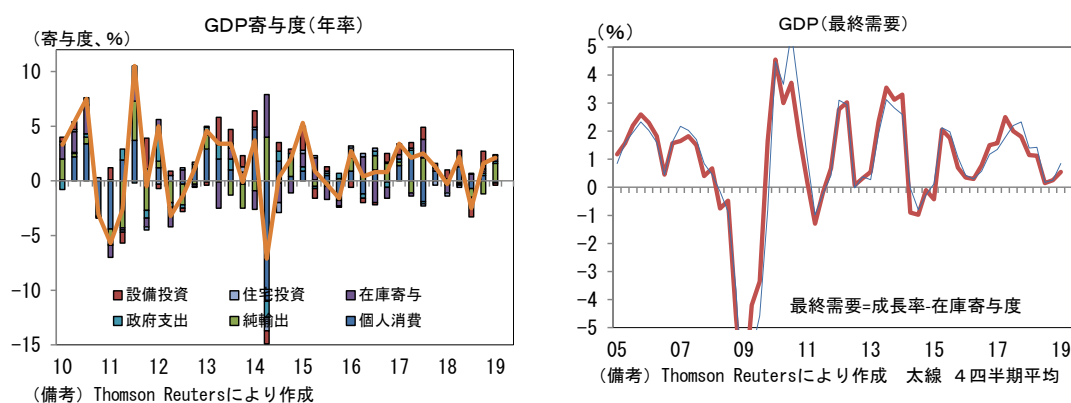 GDP寄与度(年率)
(寄与度、%)
10
5
0
-5
-10
-15
設備投資 住宅投資 在庫寄与
政府支出 純輸出 個人消費
10 11 12 13 14 15 16 17 18 19
(備考) Thomson Reutersにより作成
GDP(最終需要)
(%)
5
4
3
2
1
0
-1
-2
-3
-4
-5
最終需要=成長率-在庫寄与度
05 07 09 11 13 15 17 19
(備考) Thomson Reutersにより作成 太線 4四半期平均